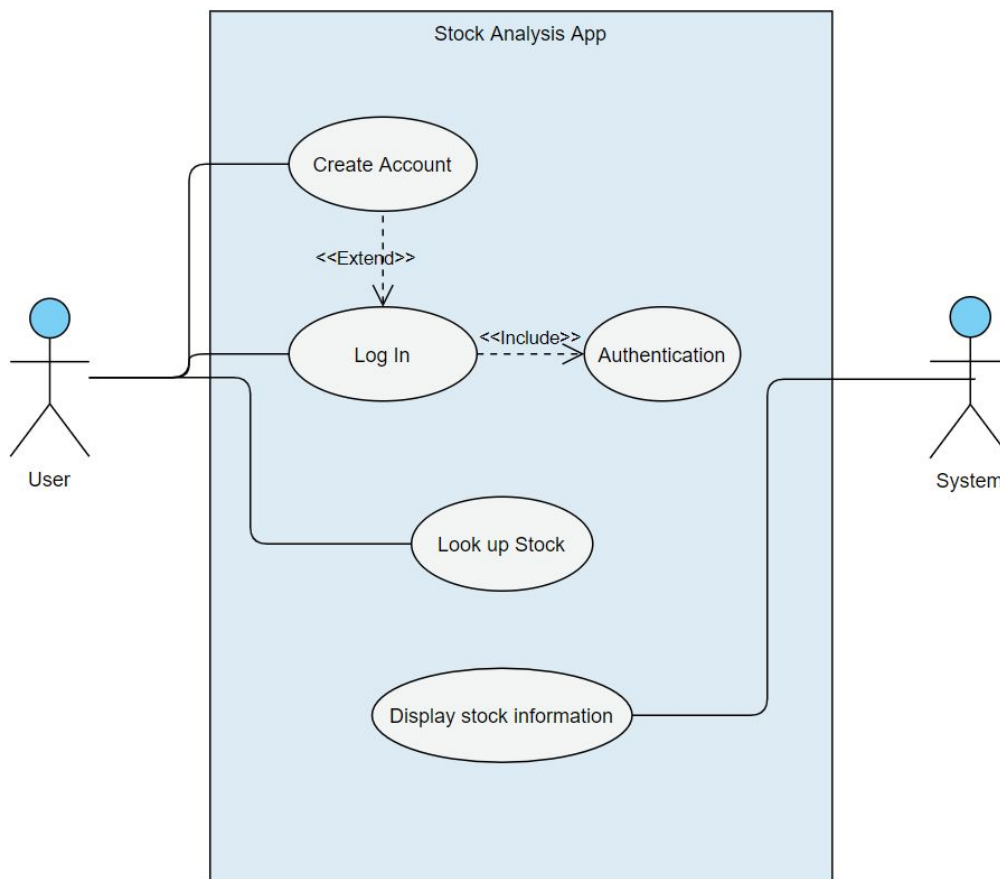 Stock Analysis App
Create Account
<<Extend>>
<<Include>>
Log In
Authentication
User
System
Look up Stock
Display stock information